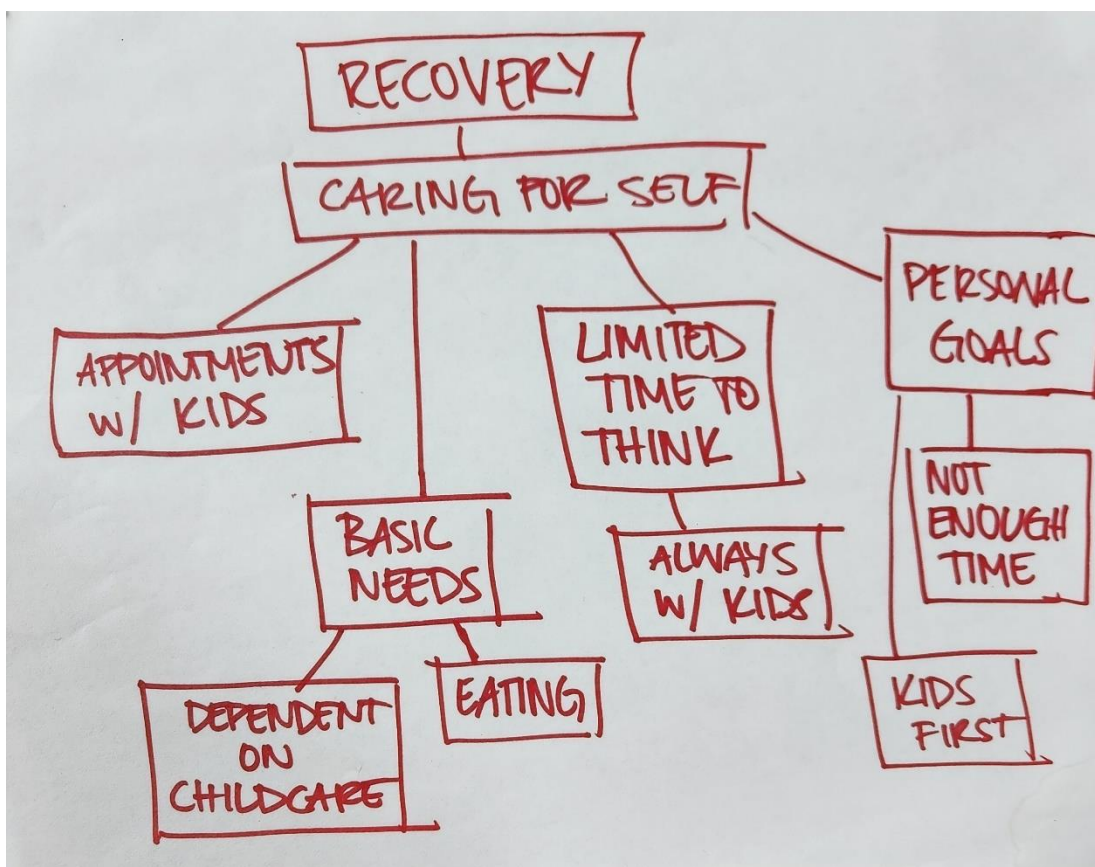 RECOVERY
CARING FOR SELF
PERSONAL
GOALS
APPOINTMENTS
W/ KIDS
LIMITED
TIME TO
THINK
BASIC
NEEDS
ALWAYS
W/ KIDS
NOT
ENOUGH
TIME
DEPENDENT
ON
CHILDCARE
EATING
KIDS
FIRST